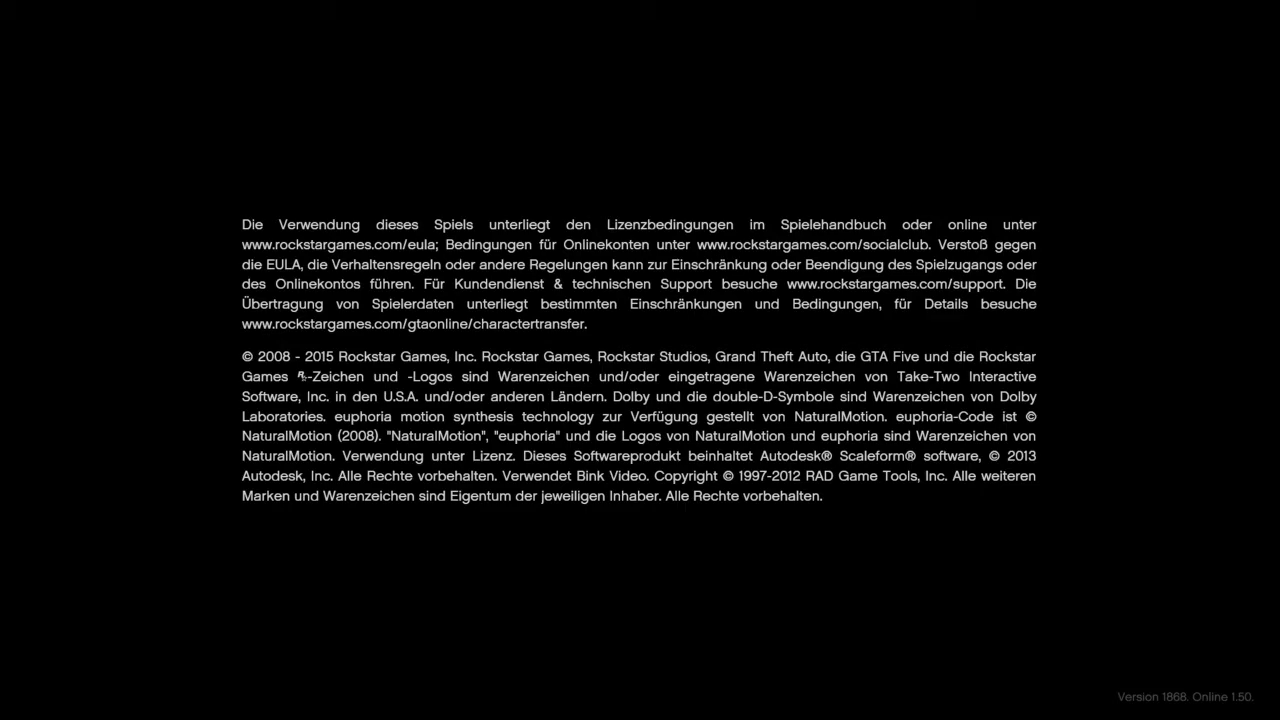 Die Verwendung dieses Spiels unterliegt den Lizenzbedingungen im Spielehandbuch oder online unter
www.rockstargames.com/eula; Bedingungen für Onlinekonten unter www.rockstargames.com/socialclub. Verstoß gegen
die EULA, die Verhaltensregeln oder andere Regelungen kann zur Einschränkung oder Beendigung des Spielzugangs oder
des Onlinekontos führen. Für Kundendienst & technischen Support besuche www.rockstargames.com/support. Die
Übertragung von Spielerdaten unterliegt bestimmten Einschränkungen und Bedingungen, für Details besuche
www.rockstargames.com/gtaonline/charactertransfer.
© 2008 - 2015 Rockstar Games, Inc. Rockstar Games, Rockstar Studios, Grand Theft Auto, die GTA Five und die Rockstar
Games R*-Zeichen und -Logos sind Warenzeichen und/oder eingetragene Warenzeichen von Take-Two Interactive
Software, Inc. in den U.S.A. und/oder anderen Ländern. Dolby und die double-D-Symbole sind Warenzeichen von Dolby
Laboratories. euphoria motion synthesis technology zur Verfügung gestellt von NaturalMotion. euphoria-Code ist ©
NaturalMotion (2008). "NaturalMotion", "euphoria" und die Logos von NaturalMotion und euphoria sind Warenzeichen von
NaturalMotion. Verwendung unter Lizenz. Dieses Softwareprodukt beinhaltet Autodesk® Scaleform® software, © 2013
Autodesk, Inc. Alle Rechte vorbehalten. Verwendet Bink Video. Copyright © 1997-2012 RAD Game Tools, Inc. Alle weiteren
Marken und Warenzeichen sind Eigentum der jeweiligen Inhaber. Alle Rechte vorbehalten.
Version 1868. Online 1.50.